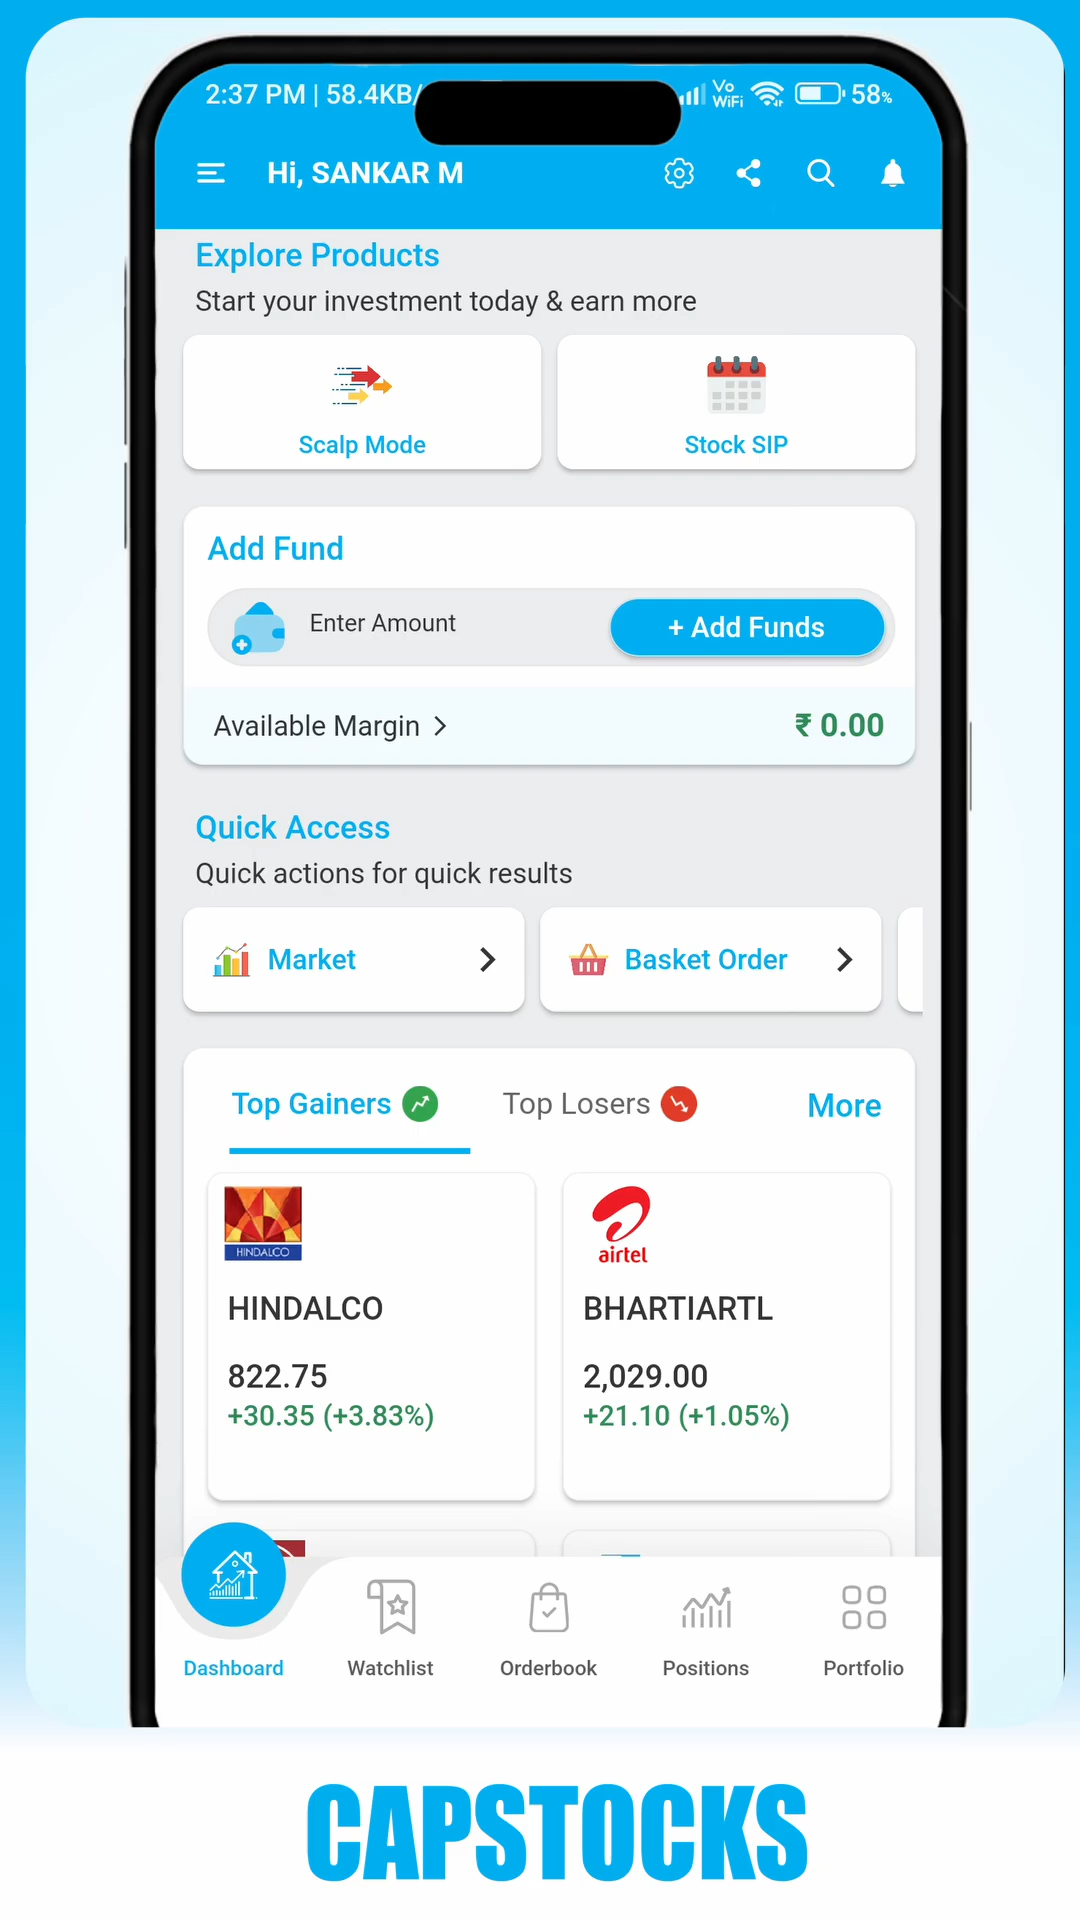 2:37 PM | 58.4KB/ Vo WiFi 58%
Hi, SANKAR M
Explore Products
Start your investment today & earn more
Scalp Mode Stock SIP
Add Fund
Enter Amount + Add Funds
Available Margin > ₹ 0.00
Quick Access
Quick actions for quick results
Market Basket Order
Top Gainers Top Losers More
HINDALCO airtel
HINDALCO BHARTIARTL
822.75 2,029.00
+30.35 (+3.83%) +21.10 (+1.05%)
Dashboard Watchlist Orderbook Positions Portfolio
CAPSTOCKS